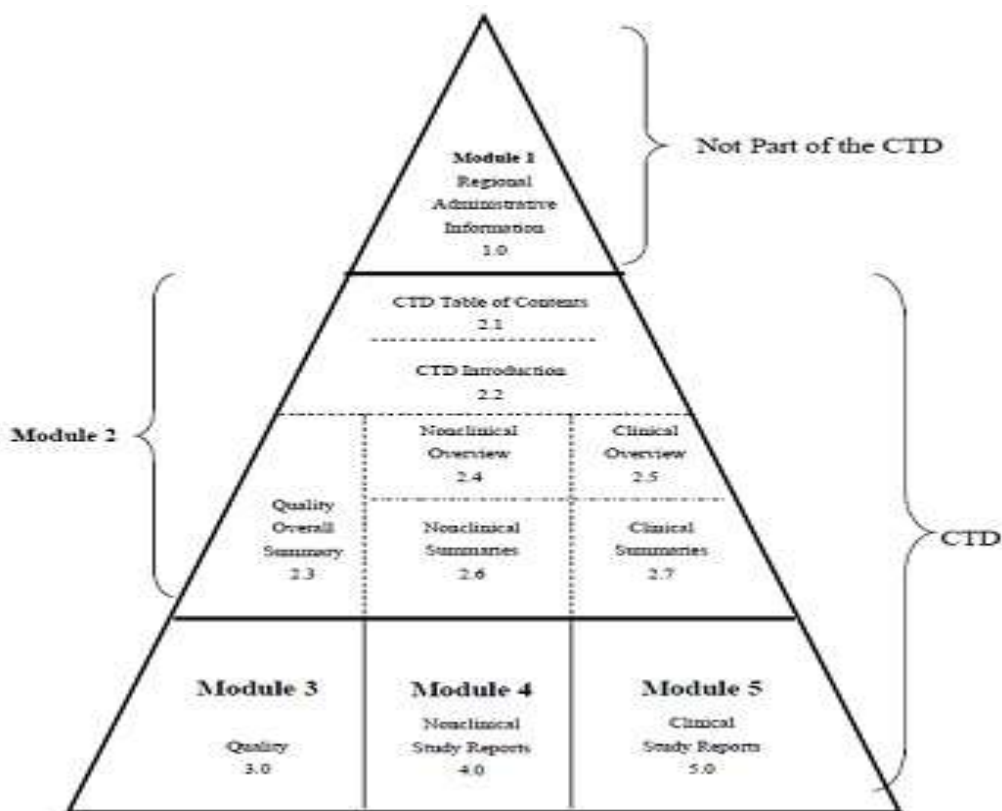 Module 1
Regional
Administrative
Information
1.0
Not Part of the CTD
CTD Table of Contents
2.1
CTD Introduction
2.2
Module 2
Nonclinical
Overview
2.4
Clinical
Overview
2.5
Quality
Overall
Summary
2.3
Nonclinical
Summaries
2.6
Clinical
Summaries
2.7
CTD
Module 3
Quality
3.0
Module 4
Nonclinical
Study Reports
4.0
Module 5
Clinical
Study Reports
5.0